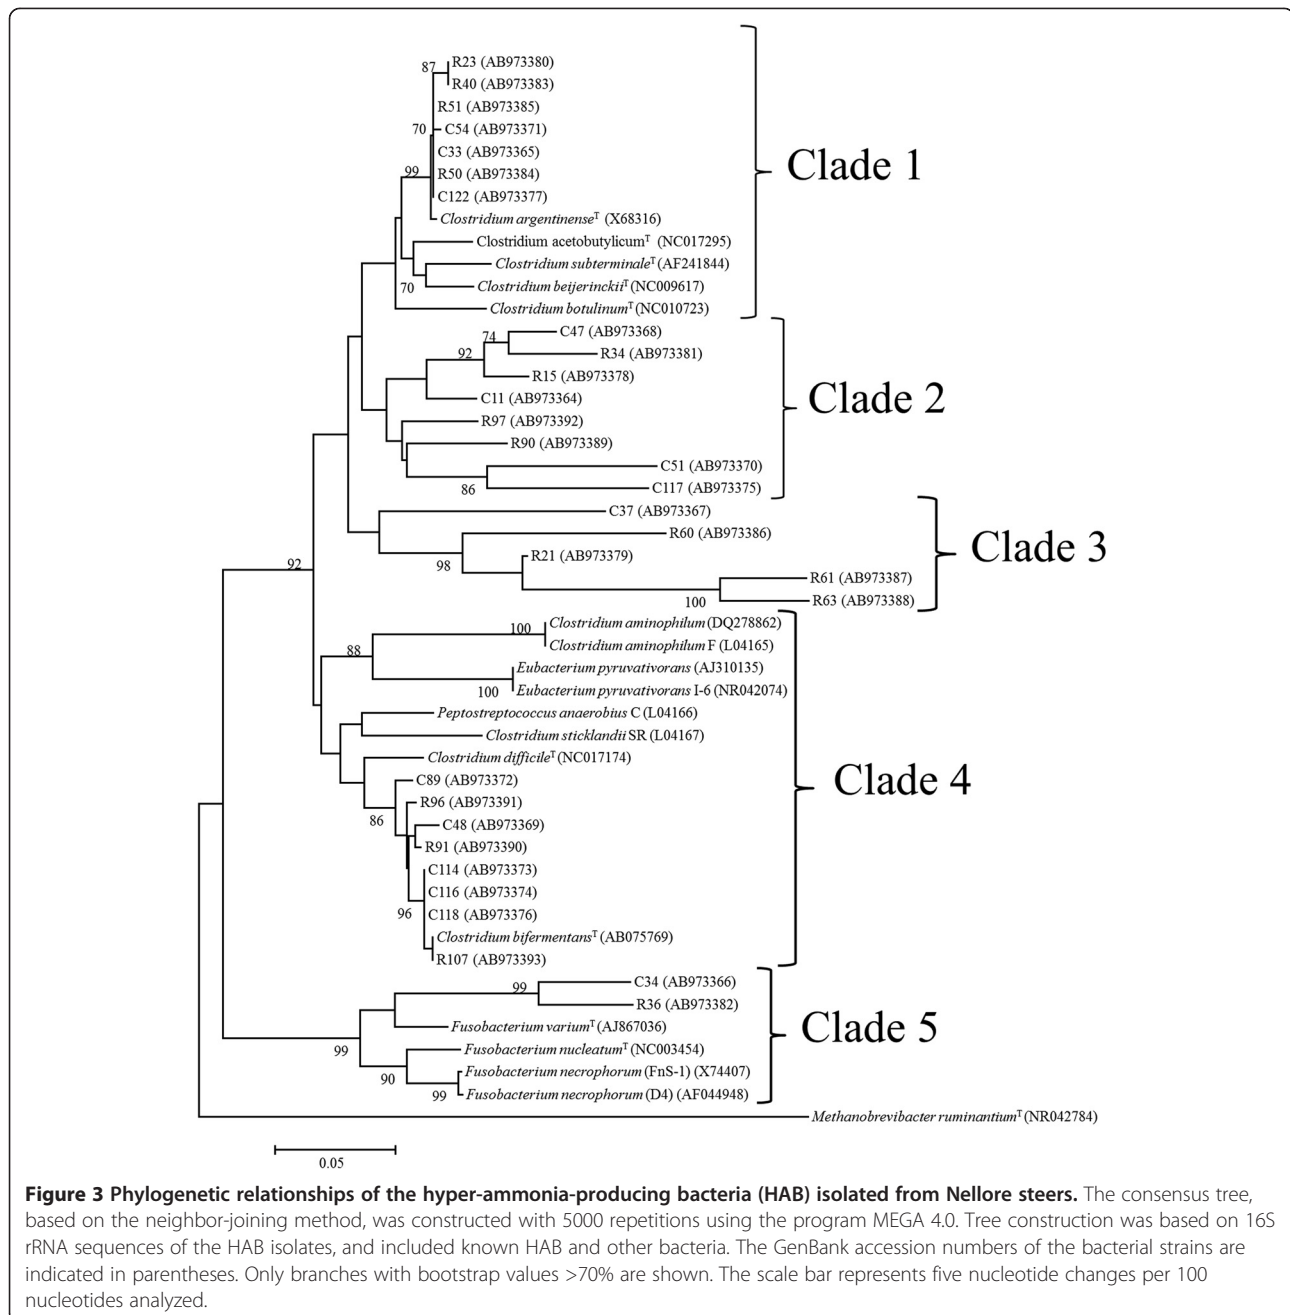 87
R23 (AB973380)
R40 (AB973383)
R51 (AB973385)
70
C54 (AB973371)
C33 (AB973365)
99
R50 (AB973384)
C122 (AB973377)
Clostridium argentinenseᵀ (X68316)
Clostridium acetobutylicumᵀ (NC017295)
Clostridium subterminaleᵀ (AF241844)
70
Clostridium beijerinckiiᵀ (NC009617)
Clostridium botulinumᵀ (NC010723)
Clade 1
74
C47 (AB973368)
92
R34 (AB973381)
R15 (AB973378)
C11 (AB973364)
R97 (AB973392)
R90 (AB973389)
C51 (AB973370)
86
C117 (AB973375)
Clade 2
C37 (AB973367)
R60 (AB973386)
92
98
R21 (AB973379)
R61 (AB973387)
100
R63 (AB973388)
Clade 3
100
Clostridium aminophilum (DQ278862)
Clostridium aminophilum F (L04165)
88
Eubacterium pyruvativorans (AJ310135)
100
Eubacterium pyruvativorans I-6 (NR042074)
Peptostreptococcus anaerobius C (L04166)
Clostridium sticklandii SR (L04167)
Clostridium difficileᵀ (NC017174)
C89 (AB973372)
R96 (AB973391)
86
C48 (AB973369)
R91 (AB973390)
C114 (AB973373)
C116 (AB973374)
96
C118 (AB973376)
Clostridium bifermentansᵀ (AB075769)
R107 (AB973393)
Clade 4
99
C34 (AB973366)
R36 (AB973382)
Fusobacterium variumᵀ (AJ867036)
99
Fusobacterium nucleatumᵀ (NC003454)
90
Fusobacterium necrophorum (FnS-1) (X74407)
99
Fusobacterium necrophorum (D4) (AF044948)
Clade 5
Methanobrevibacter ruminantiumᵀ (NR042784)
0.05
Figure 3 Phylogenetic relationships of the hyper-ammonia-producing bacteria (HAB) isolated from Nellore steers. The consensus tree,
based on the neighbor-joining method, was constructed with 5000 repetitions using the program MEGA 4.0. Tree construction was based on 16S
rRNA sequences of the HAB isolates, and included known HAB and other bacteria. The GenBank accession numbers of the bacterial strains are
indicated in parentheses. Only branches with bootstrap values >70% are shown. The scale bar represents five nucleotide changes per 100
nucleotides analyzed.